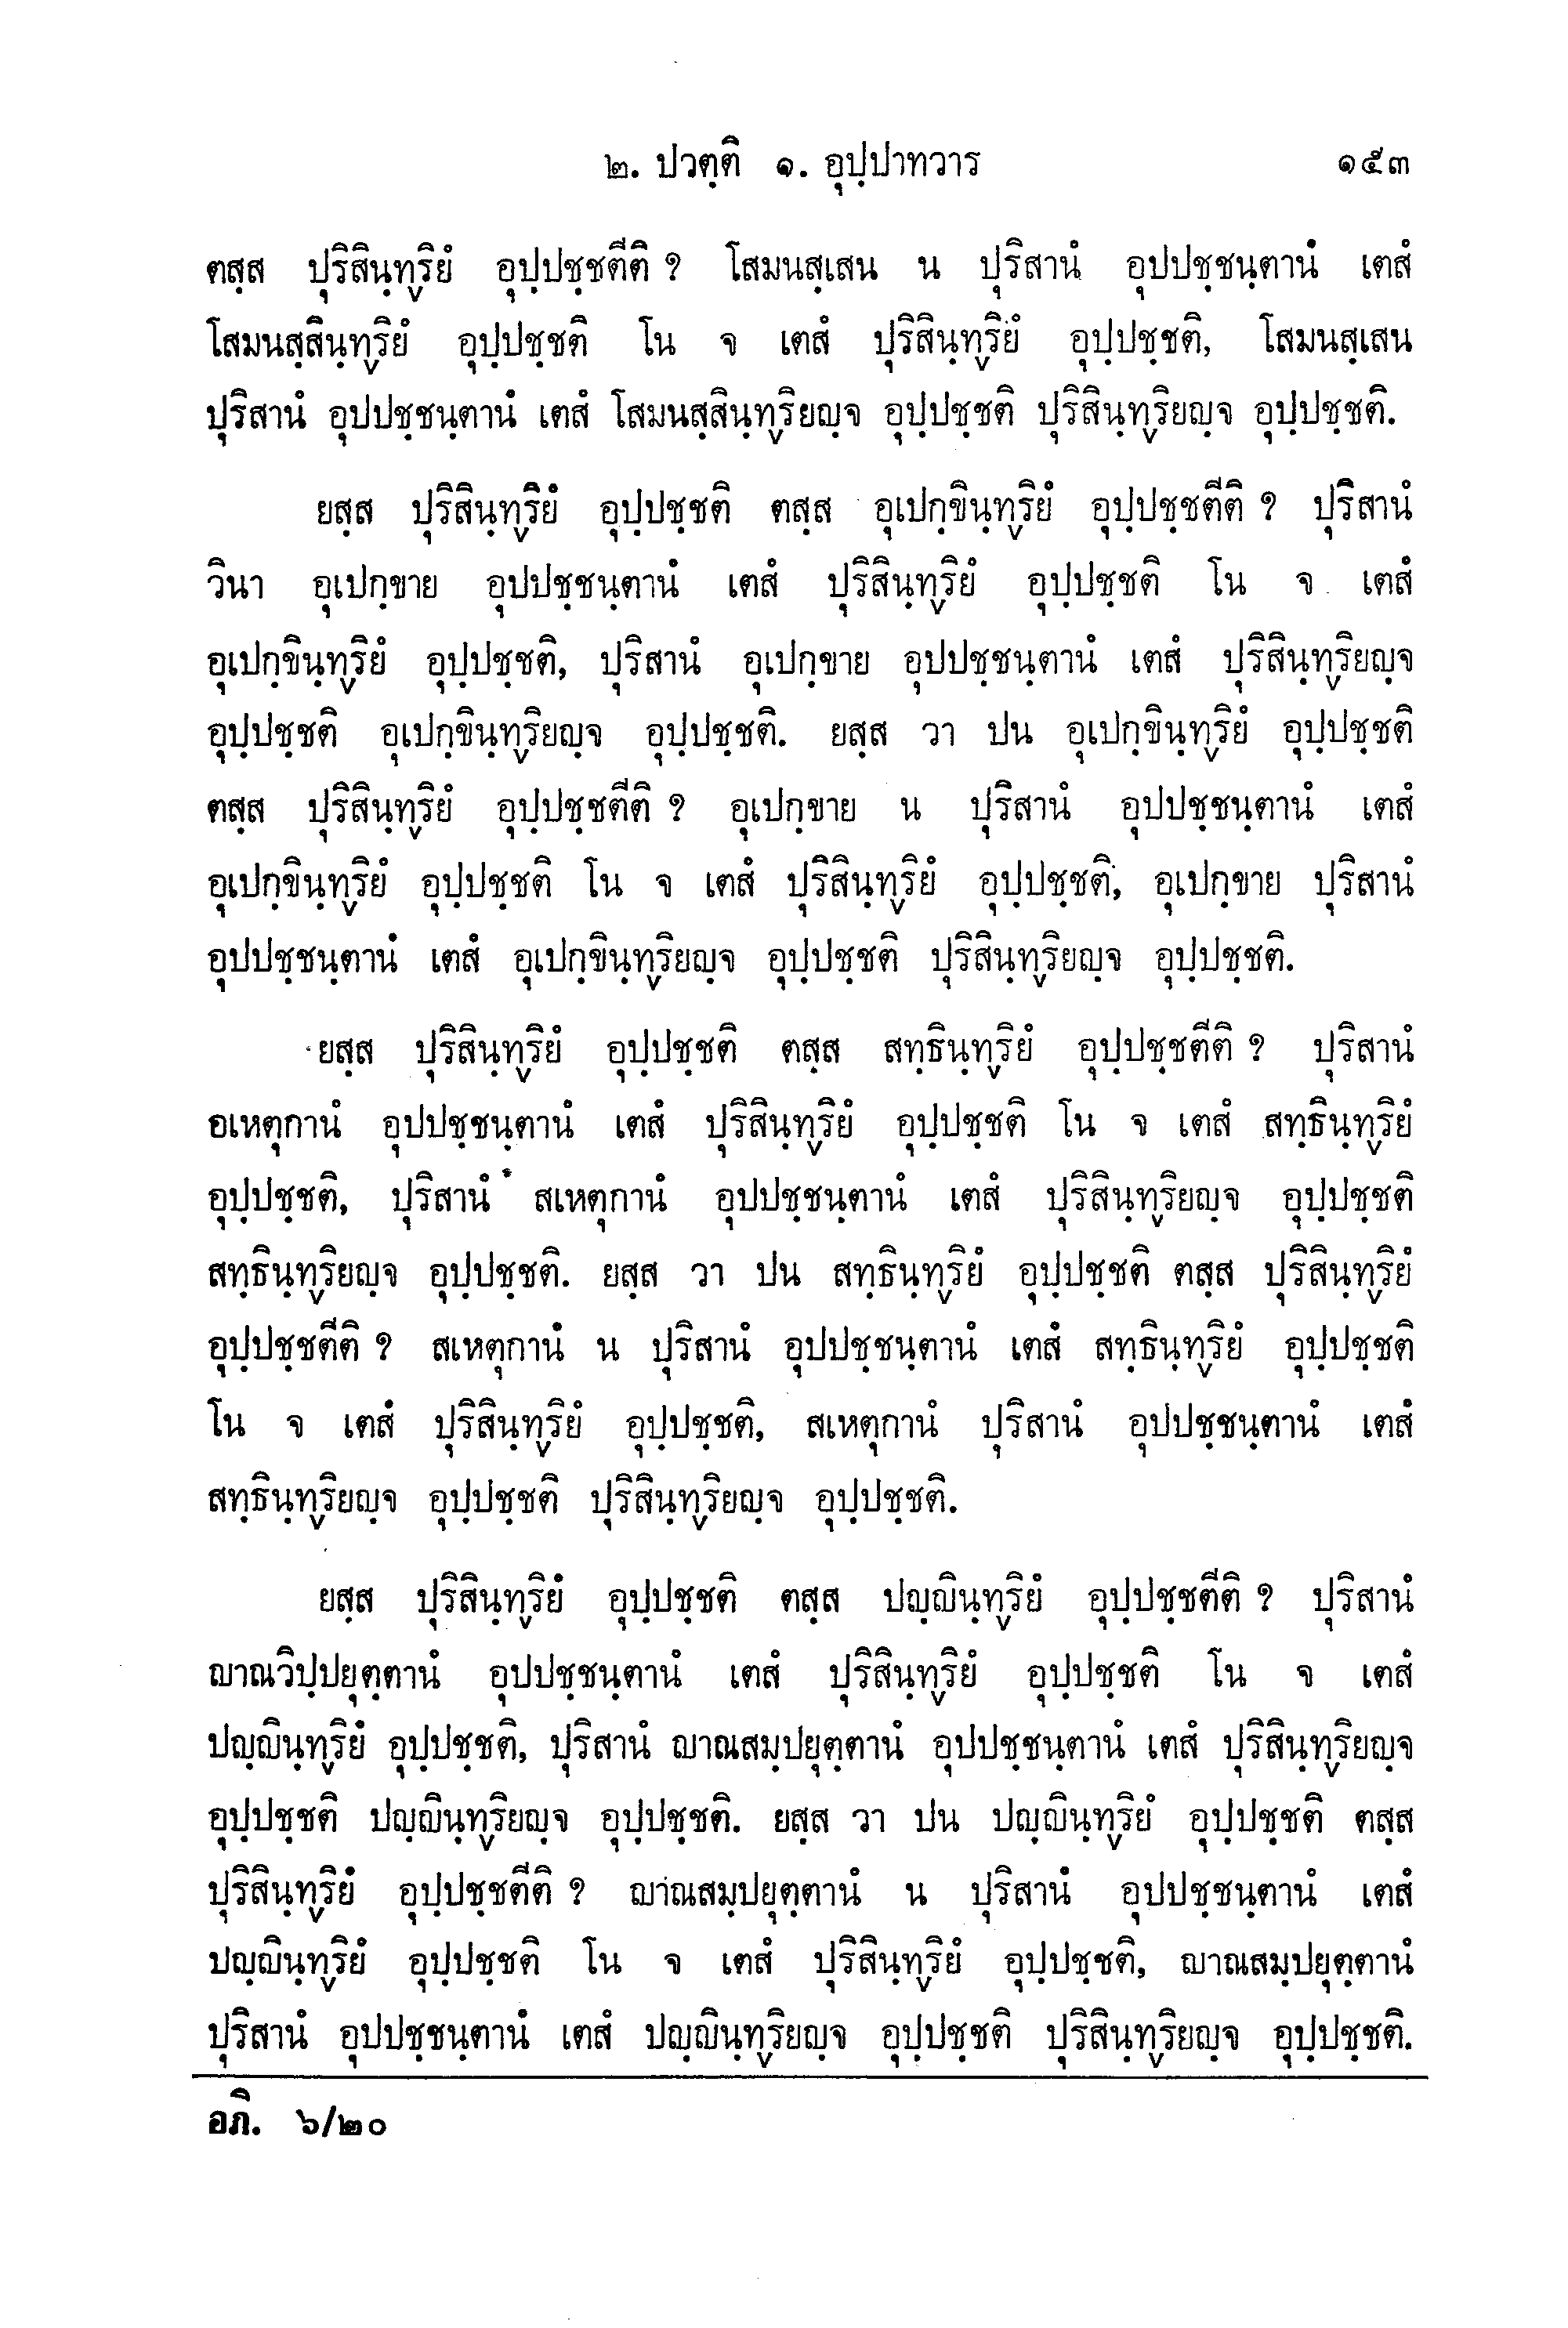 ๒. ปวตฺติ ๑. อุปฺปาทวาร ๑๕๓
ตสฺส ปุริสินฺท๎ริยํ อุปฺปชฺชตีติ ? โสมนสฺเสน น ปุริสานํ อุปปชฺชนฺตานํ เตสํ
โสมนสฺสินฺท๎ริยํ อุปฺปชฺชติ โน จ เตสํ ปุริสินฺท๎ริยํ อุปฺปชฺชติ, โสมนสฺเสน
ปุริสานํ อุปปชฺชนฺตานํ เตสํ โสมนสฺสินฺท๎ริยญฺจ อุปฺปชฺชติ ปุริสินฺท๎ริยญฺจ อุปฺปชฺชติ.
ยสฺส ปุริสินฺท๎ริยํ อุปฺปชฺชติ ตสฺส อุเปกฺขินฺท๎ริยํ อุปฺปชฺชตีติ ? ปุริสานํ
วินา อุเปกฺขาย อุปปชฺชนฺตานํ เตสํ ปุริสินฺท๎ริยํ อุปฺปชฺชติ โน จ เตสํ
อุเปกฺขินฺท๎ริยํ อุปฺปชฺชติ, ปุริสานํ อุเปกฺขาย อุปปชฺชนฺตานํ เตสํ ปุริสินฺท๎ริยญฺจ
อุปฺปชฺชติ อุเปกฺขินฺท๎ริยญฺจ อุปฺปชฺชติ. ยสฺส วา ปน อุเปกฺขินฺท๎ริยํ อุปฺปชฺชติ
ตสฺส ปุริสินฺท๎ริยํ อุปฺปชฺชตีติ ? อุเปกฺขาย น ปุริสานํ อุปปชฺชนฺตานํ เตสํ
อุเปกฺขินฺท๎ริยํ อุปฺปชฺชติ โน จ เตสํ ปุริสินฺท๎ริยํ อุปฺปชฺชติ, อุเปกฺขาย ปุริสานํ
อุปปชฺชนฺตานํ เตสํ อุเปกฺขินฺท๎ริยญฺจ อุปฺปชฺชติ ปุริสินฺท๎ริยญฺจ อุปฺปชฺชติ.
ยสฺส ปุริสินฺท๎ริยํ อุปฺปชฺชติ ตสฺส สทฺธินฺท๎ริยํ อุปฺปชฺชตีติ ? ปุริสานํ
อเหตุกานํ อุปปชฺชนฺตานํ เตสํ ปุริสินฺท๎ริยํ อุปฺปชฺชติ โน จ เตสํ สทฺธินฺท๎ริยํ
อุปฺปชฺชติ, ปุริสานํ สเหตุกานํ อุปปชฺชนฺตานํ เตสํ ปุริสินฺท๎ริยญฺจ อุปฺปชฺชติ
สทฺธินฺท๎ริยญฺจ อุปฺปชฺชติ. ยสฺส วา ปน สทฺธินฺท๎ริยํ อุปฺปชฺชติ ตสฺส ปุริสินฺท๎ริยํ
อุปฺปชฺชตีติ ? สเหตุกานํ น ปุริสานํ อุปปชฺชนฺตานํ เตสํ สทฺธินฺท๎ริยํ อุปฺปชฺชติ
โน จ เตสํ ปุริสินฺท๎ริยํ อุปฺปชฺชติ, สเหตุกานํ ปุริสานํ อุปปชฺชนฺตานํ เตสํ
สทฺธินฺท๎ริยญฺจ อุปฺปชฺชติ ปุริสินฺท๎ริยญฺจ อุปฺปชฺชติ.
ยสฺส ปุริสินฺท๎ริยํ อุปฺปชฺชติ ตสฺส ปญฺญินฺท๎ริยํ อุปฺปชฺชตีติ ? ปุริสานํ
ญาณวิปฺปยุตฺตานํ อุปปชฺชนฺตานํ เตสํ ปุริสินฺท๎ริยํ อุปฺปชฺชติ โน จ เตสํ
ปญฺญินฺท๎ริยํ อุปฺปชฺชติ, ปุริสานํ ญาณสมฺปยุตฺตานํ อุปปชฺชนฺตานํ เตสํ ปุริสินฺท๎ริยญฺจ
อุปฺปชฺชติ ปญฺญินฺท๎ริยญฺจ อุปฺปชฺชติ. ยสฺส วา ปน ปญฺญินฺท๎ริยํ อุปฺปชฺชติ ตสฺส
ปุริสินฺท๎ริยํ อุปฺปชฺชตีติ ? ญาณสมฺปยุตฺตานํ น ปุริสานํ อุปปชฺชนฺตานํ เตสํ
ปญฺญินฺท๎ริยํ อุปฺปชฺชติ โน จ เตสํ ปุริสินฺท๎ริยํ อุปฺปชฺชติ, ญาณสมฺปยุตฺตานํ
ปุริสานํ อุปปชฺชนฺตานํ เตสํ ปญฺญินฺท๎ริยญฺจ อุปฺปชฺชติ ปุริสินฺท๎ริยญฺจ อุปฺปชฺชติ.
อภิ. ๖/๒๐